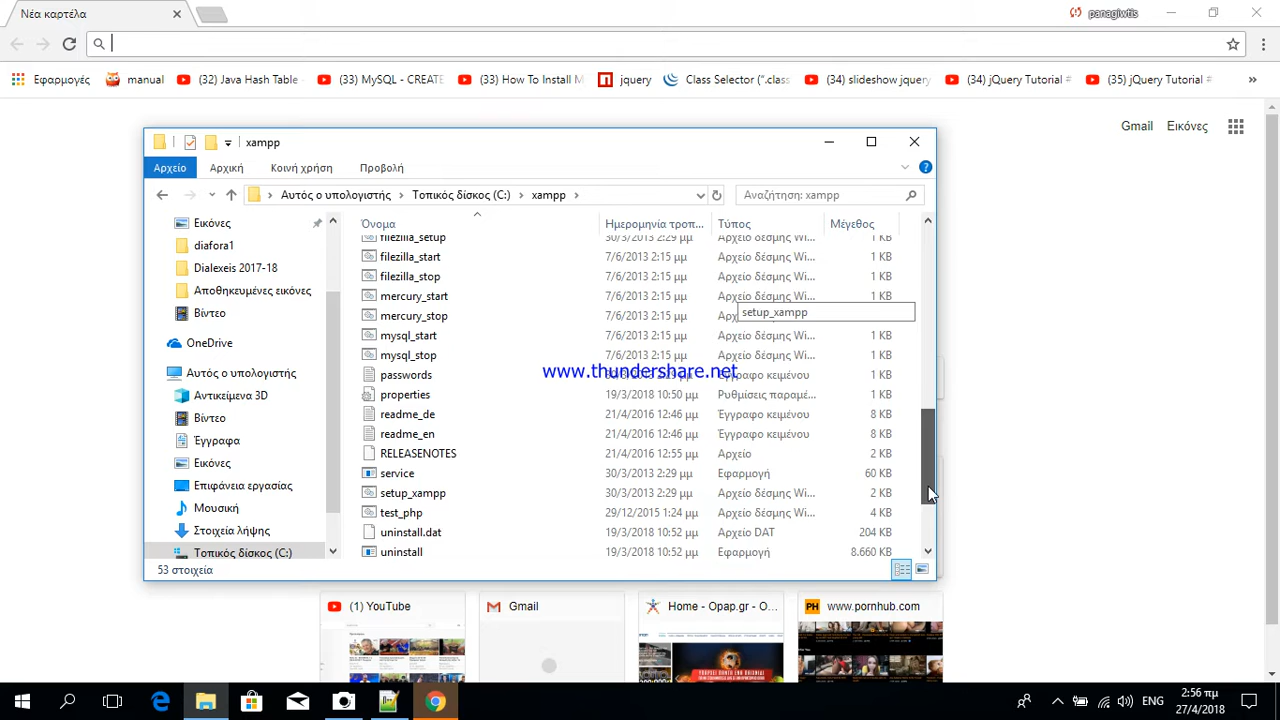 Νέα καρτέλα
panagiwtis
Εφαρμογές manual (32) Java Hash Table (33) MySQL - CREATE (33) How To Install M jquery Class Selector (".class (34) slideshow jquery (34) jQuery Tutorial # (35) jQuery Tutorial # »
Gmail Εικόνες
xampp
Αρχείο Αρχική Κοινή χρήση Προβολή
Αυτός ο υπολογιστής > Τοπικός δίσκος (C:) > xampp >
Αναζήτηση: xampp
Εικόνες
diafora1
Dialexeis 2017-18
Αποθηκευμένες εικόνες
Βίντεο
OneDrive
Αυτός ο υπολογιστής
Αντικείμενα 3D
Βίντεο
Έγγραφα
Εικόνες
Επιφάνεια εργασίας
Μουσική
Στοιχεία λήψης
Τοπικός δίσκος (C:)
Όνομα Ημερομηνία τροπ... Τύπος Μέγεθος
filezilla_setup 30/3/2013 2:29 μμ Αρχείο δέσμης Wi... 1 KB
filezilla_start 7/6/2013 2:15 μμ Αρχείο δέσμης Wi... 1 KB
filezilla_stop 7/6/2013 2:15 μμ Αρχείο δέσμης Wi... 1 KB
mercury_start 7/6/2013 2:15 μμ Αρχείο δέσμης Wi... 1 KB
mercury_stop 7/6/2013 2:15 μμ
setup_xampp
mysql_start 7/6/2013 2:15 μμ Αρχείο δέσμης Wi... 1 KB
mysql_stop 7/6/2013 2:15 μμ Αρχείο δέσμης Wi... 1 KB
www.thundershare.net
passwords 1 KB
properties 19/3/2018 10:50 μμ Ρυθμίσεις παραμέ... 1 KB
readme_de 21/4/2016 12:46 μμ Έγγραφο κειμένου 8 KB
readme_en 21/4/2016 12:46 μμ Έγγραφο κειμένου 8 KB
RELEASENOTES 21/4/2016 12:55 μμ Αρχείο 2 KB
service 30/3/2013 2:29 μμ Εφαρμογή 60 KB
setup_xampp 30/3/2013 2:29 μμ Αρχείο δέσμης Wi... 2 KB
test_php 29/12/2015 1:24 μμ Αρχείο δέσμης Wi... 4 KB
uninstall.dat 19/3/2018 10:52 μμ Αρχείο DAT 204 KB
uninstall 19/3/2018 10:52 μμ Εφαρμογή 8.660 KB
53 στοιχεία
(1) YouTube Gmail Home - Opap.gr - O... www.pornhub.com
ΕΝG 2:56 πμ
27/4/2018